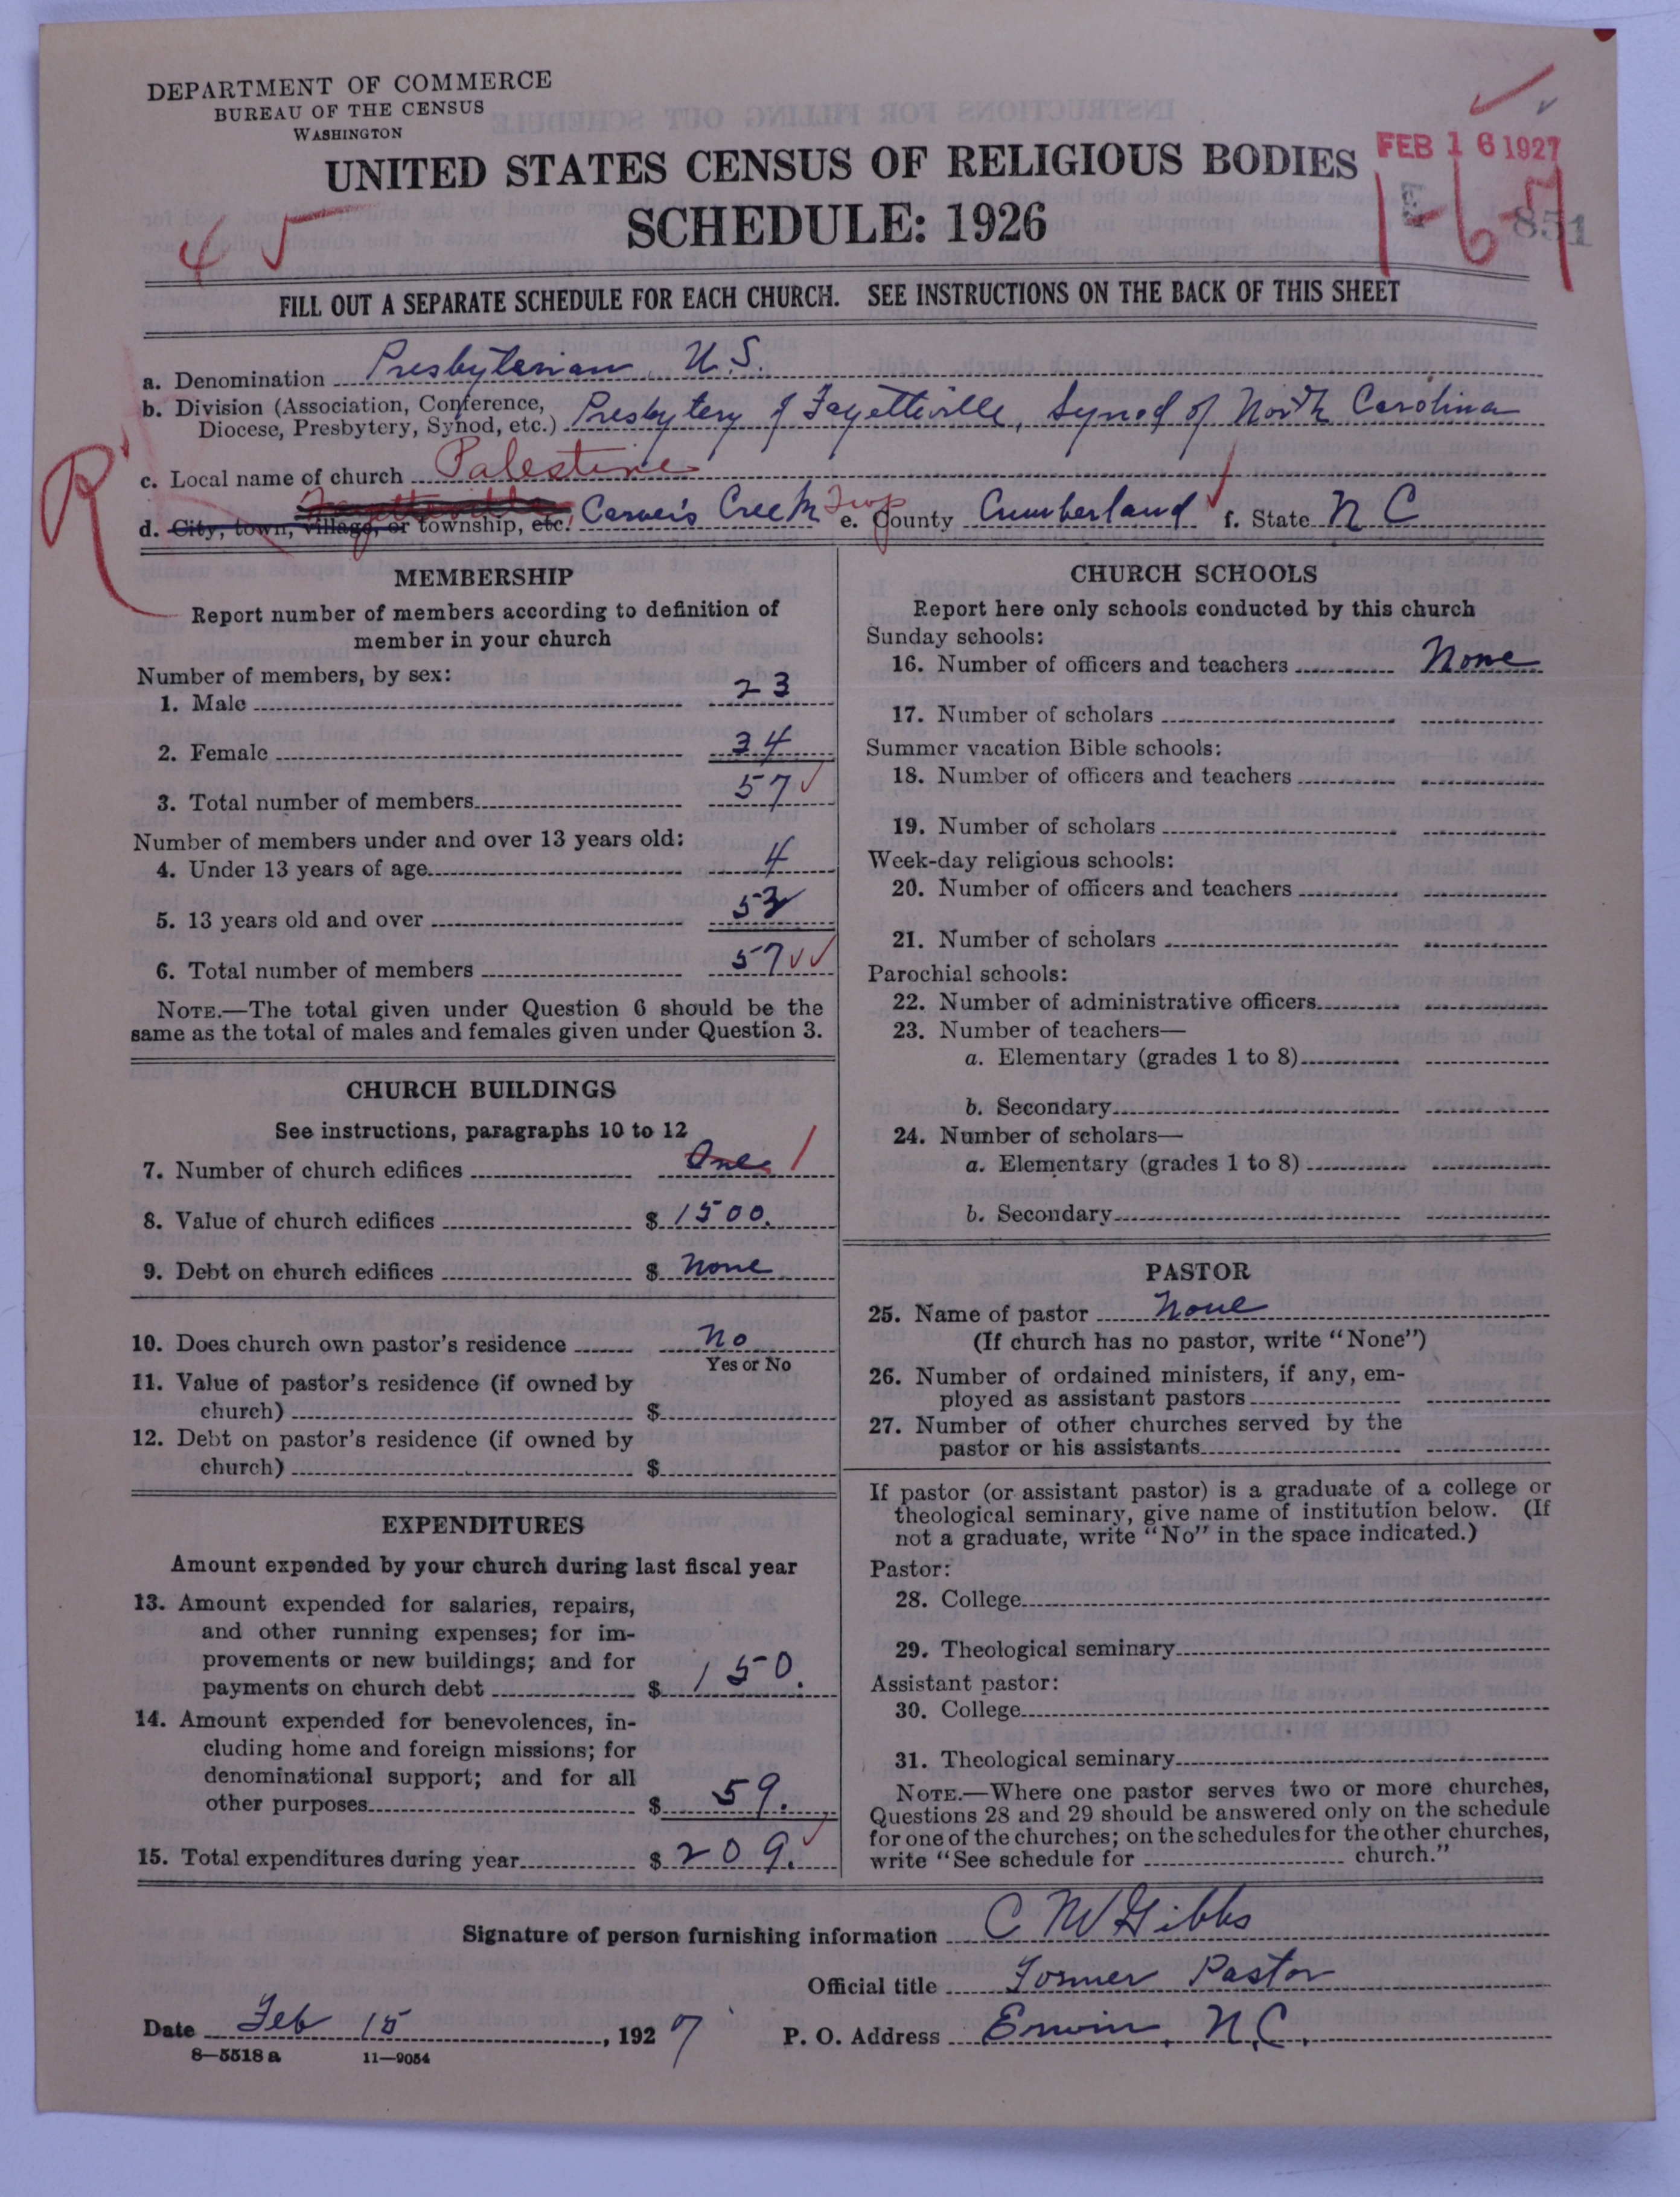 DEPARTMENT OF COMMERCE
BUREAU OF THE CENSUS
WASHINGTON
UNITED STATES CENSUS OF RELIGIOUS BODIES
SCHEDULE: 1926
FEB 16 1927
851
4 5
FILL OUT A SEPARATE SCHEDULE FOR EACH CHURCH. SEE INSTRUCTIONS ON THE BACK OF THIS SHEET
a. Denomination Presbyterian U.S.
b. Division (Association, Conference,
Diocese, Presbytery, Synod, etc.) Presbytery of Fayetteville, Synod of North Carolina
R
c. Local name of church Palestine
Fayetteville
d. City, town, village, or township, etc. Carver's Creek Twp e. County Cumberland f. State N C
MEMBERSHIP
Report number of members according to definition of
member in your church
Number of members, by sex:
1. Male 23
2. Female 34
3. Total number of members 57
Number of members under and over 13 years old:
4. Under 13 years of age 4
5. 13 years old and over 53
6. Total number of members 57
NOTE.—The total given under Question 6 should be the
same as the total of males and females given under Question 3.
CHURCH BUILDINGS
See instructions, paragraphs 10 to 12
7. Number of church edifices One 1
8. Value of church edifices $ 1500.
9. Debt on church edifices $ None
10. Does church own pastor's residence No
Yes or No
11. Value of pastor's residence (if owned by
church) $
12. Debt on pastor's residence (if owned by
church) $
EXPENDITURES
Amount expended by your church during last fiscal year
13. Amount expended for salaries, repairs,
and other running expenses; for im-
provements or new buildings; and for
payments on church debt $ 150.
14. Amount expended for benevolences, in-
cluding home and foreign missions; for
denominational support; and for all
other purposes $ 59.
15. Total expenditures during year $ 209.
CHURCH SCHOOLS
Report here only schools conducted by this church
Sunday schools:
16. Number of officers and teachers None
17. Number of scholars
Summer vacation Bible schools:
18. Number of officers and teachers
19. Number of scholars
Week-day religious schools:
20. Number of officers and teachers
21. Number of scholars
Parochial schools:
22. Number of administrative officers
23. Number of teachers—
a. Elementary (grades 1 to 8)
b. Secondary
24. Number of scholars—
a. Elementary (grades 1 to 8)
b. Secondary
PASTOR
25. Name of pastor None
(If church has no pastor, write "None")
26. Number of ordained ministers, if any, em-
ployed as assistant pastors
27. Number of other churches served by the
pastor or his assistants
If pastor (or assistant pastor) is a graduate of a college or
theological seminary, give name of institution below. (If
not a graduate, write "No" in the space indicated.)
Pastor:
28. College
29. Theological seminary
Assistant pastor:
30. College
31. Theological seminary
NOTE.—Where one pastor serves two or more churches,
Questions 28 and 29 should be answered only on the schedule
for one of the churches; on the schedules for the other churches,
write "See schedule for church."
Signature of person furnishing information C M Gibbs
Official title Former Pastor
Date Feb 15, 1927 P. O. Address Erwin, N.C.
8—5518 a 11—9054